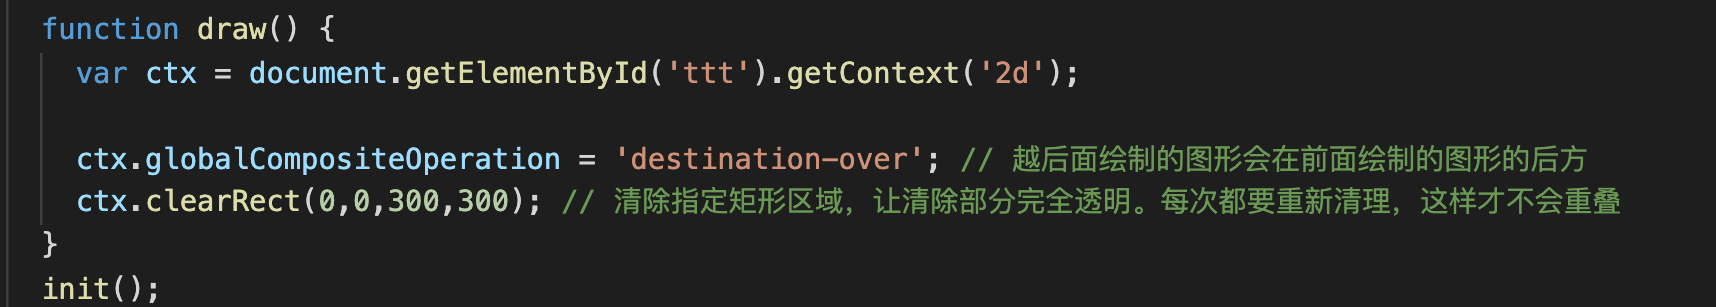 function draw() {
var ctx = document.getElementById('ttt').getContext('2d');
ctx.globalCompositeOperation = 'destination-over'; // 越后面绘制的图形会在前面绘制的图形的后方
ctx.clearRect(0,0,300,300); // 清除指定矩形区域，让清除部分完全透明。每次都要重新清理，这样才不会重叠
}
init();